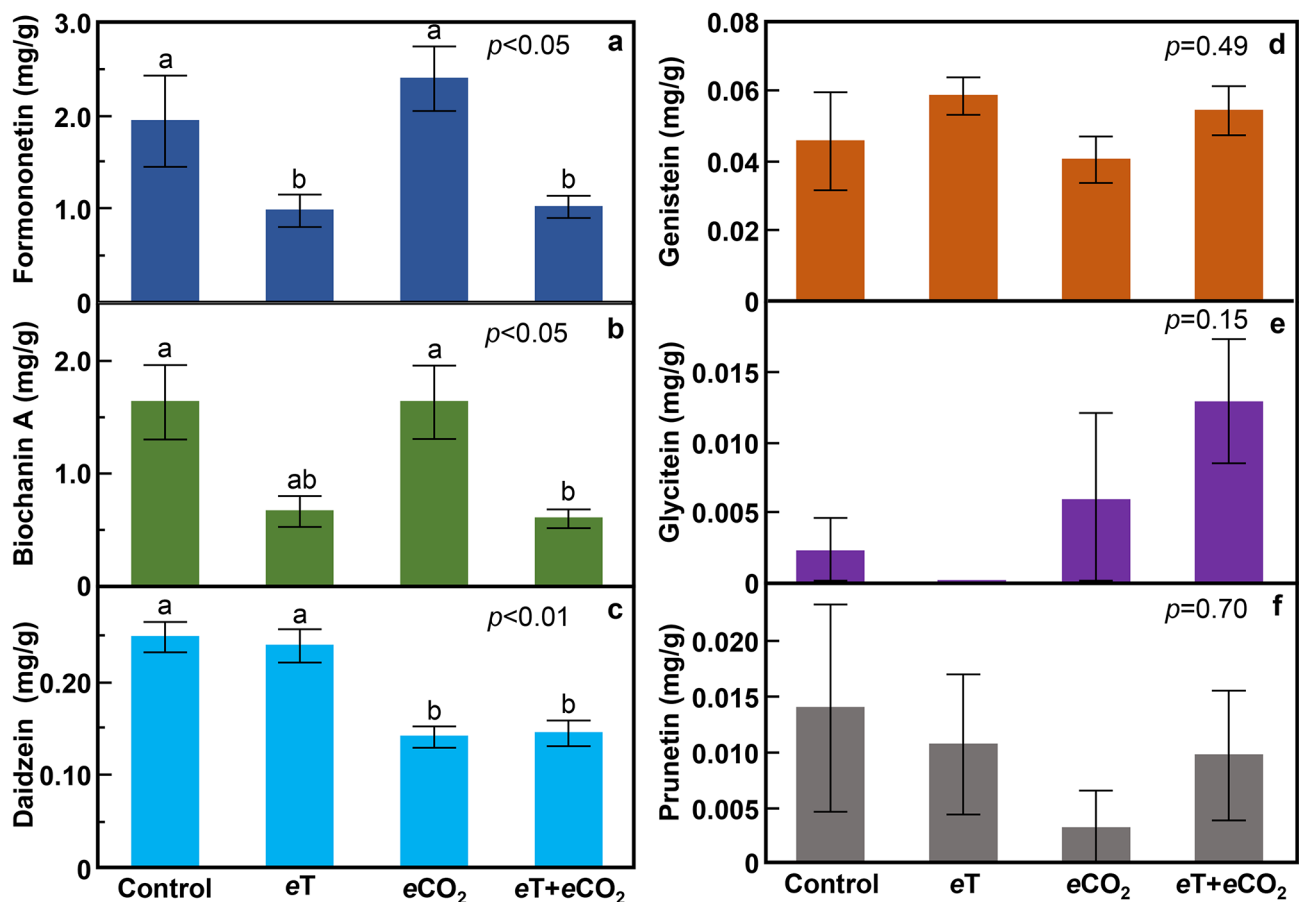 Formononetin (mg/g)
3.0
2.0
1.0
0
a
b
a
b
p<0.05
a
Biochanin A (mg/g)
2.0
1.0
0
a
ab
a
b
p<0.05
b
Daidzein (mg/g)
0.20
0.10
0
a
a
b
b
p<0.01
c
Control
eT
eCO₂
eT+eCO₂
Genistein (mg/g)
0.08
0.06
0.04
0.02
0
p=0.49
d
Glycitein (mg/g)
0.015
0.010
0.005
0
p=0.15
e
Prunetin (mg/g)
0.020
0.015
0.010
0.005
0
p=0.70
f
Control
eT
eCO₂
eT+eCO₂